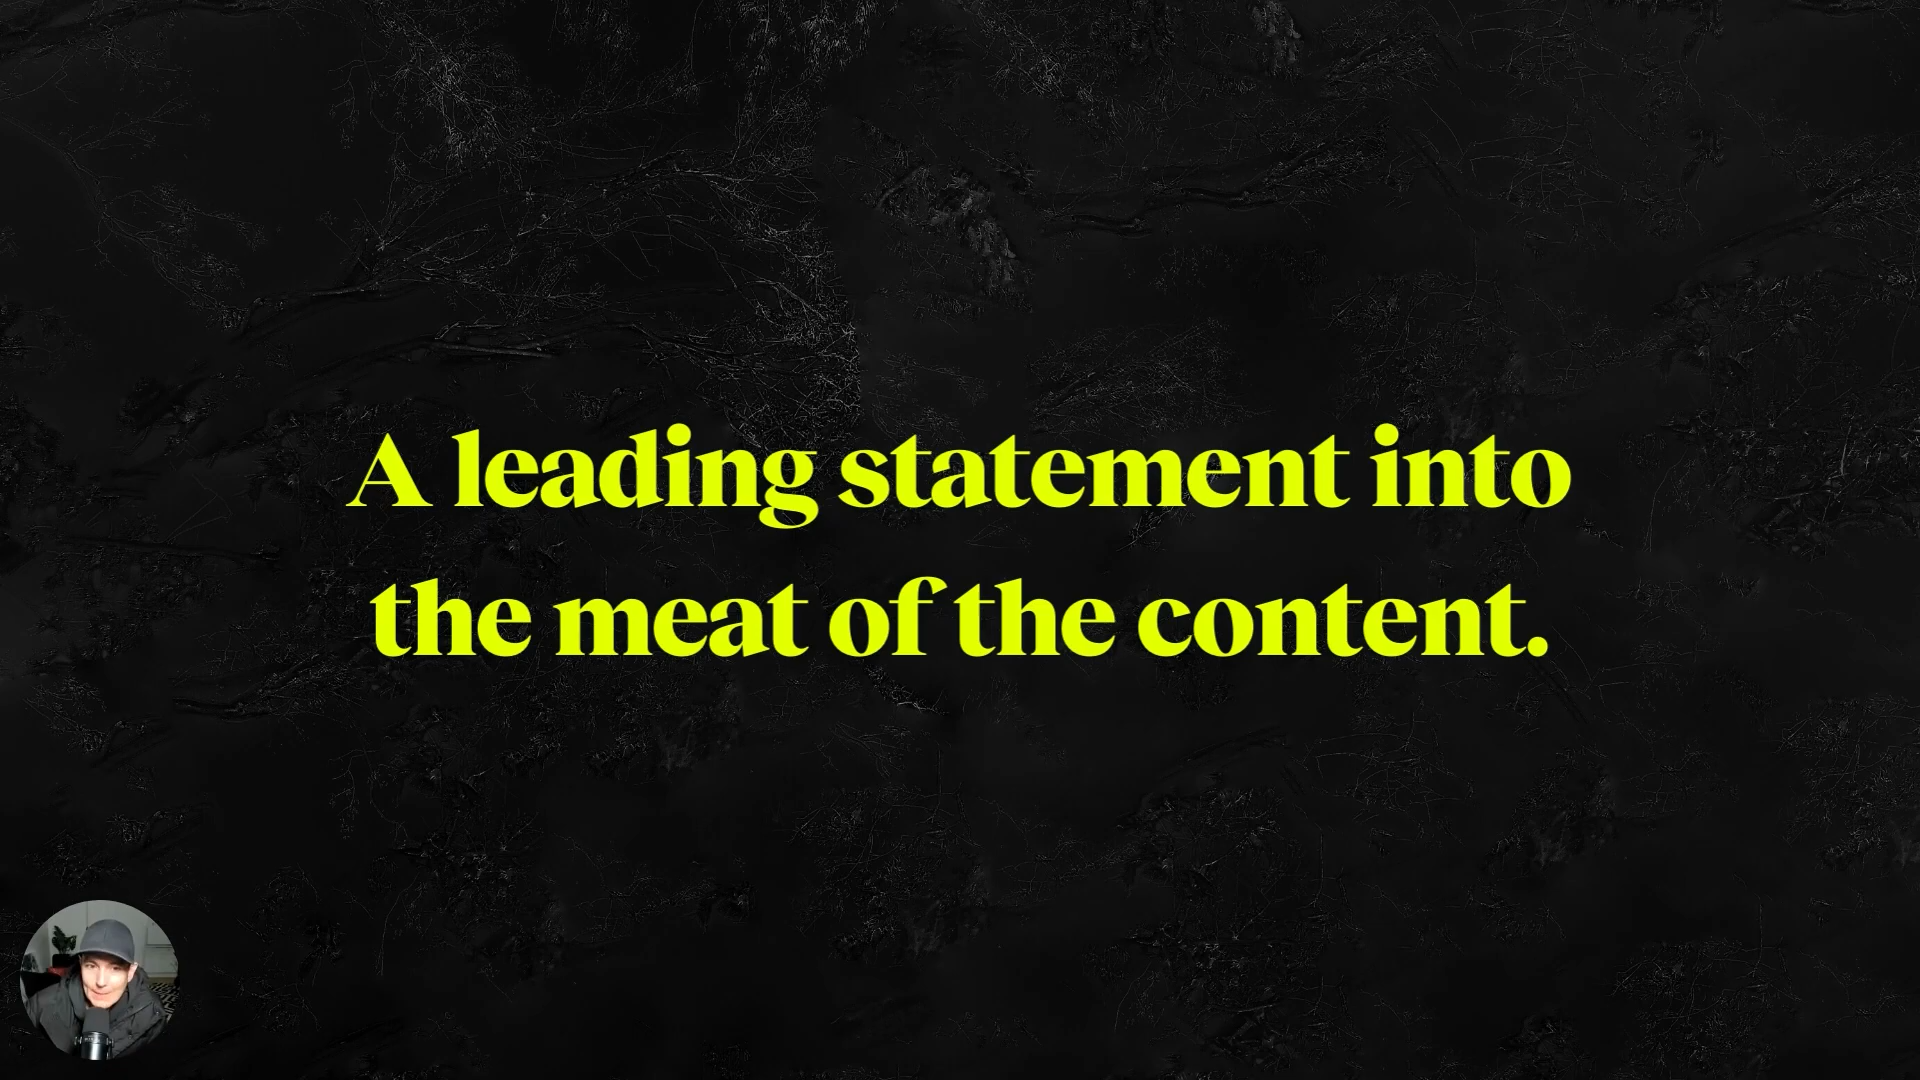 A leading statement into
the meat of the content.